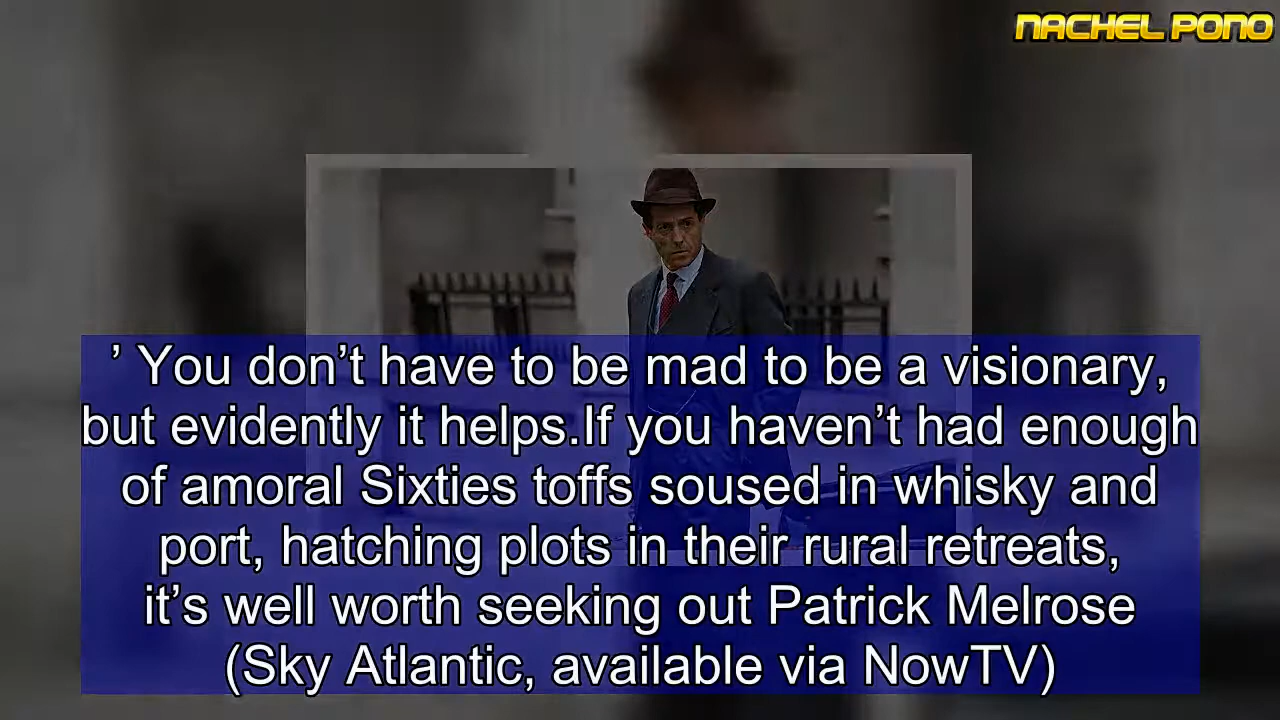 NACHEL PONO
’ You don’t have to be mad to be a visionary,
but evidently it helps.If you haven’t had enough
of amoral Sixties toffs soused in whisky and
port, hatching plots in their rural retreats,
it’s well worth seeking out Patrick Melrose
(Sky Atlantic, available via NowTV)